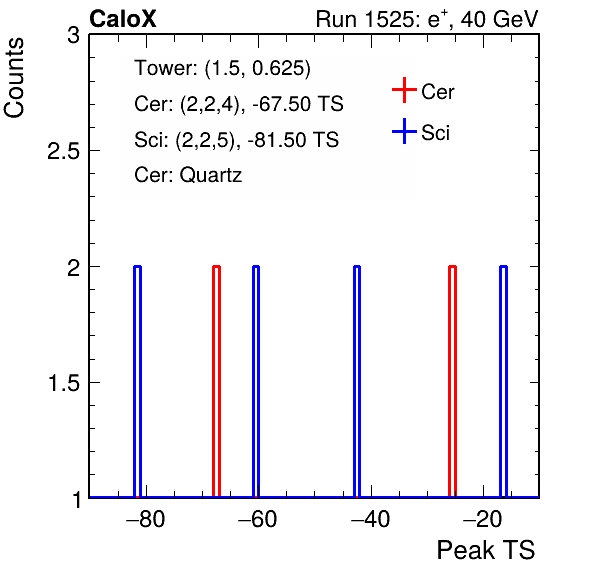 CaloX Run 1525: e⁺, 40 GeV
Counts
Tower: (1.5, 0.625)
Cer: (2,2,4), -67.50 TS
Sci: (2,2,5), -81.50 TS
Cer: Quartz
Cer
Sci
3
2.5
2
1.5
1
−80 −60 −40 −20
Peak TS